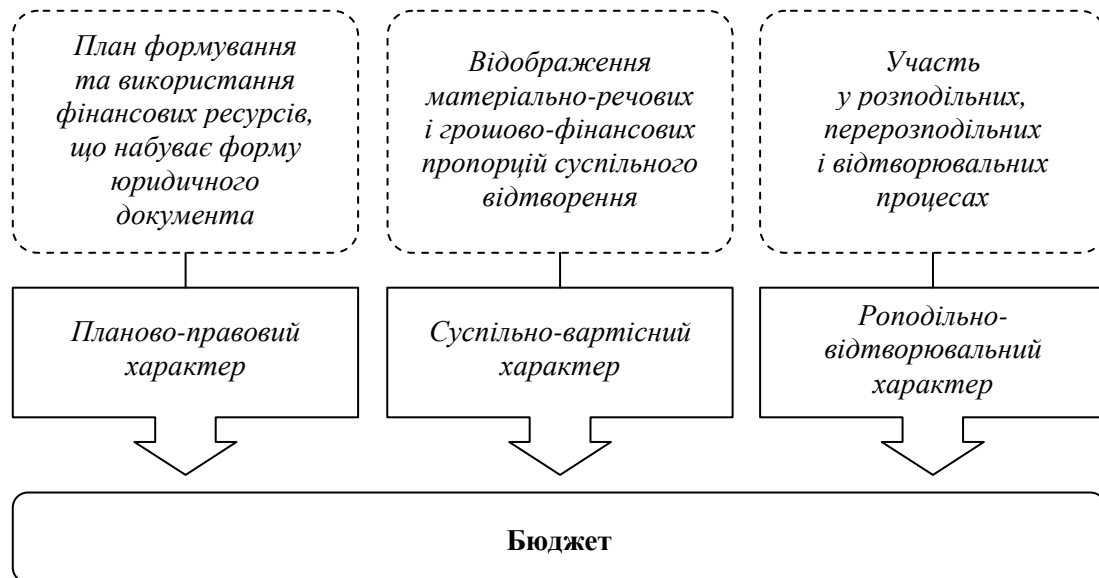 План формування
та використання
фінансових ресурсів,
що набуває форму
юридичного
документа
Відображення
матеріально-речових
і грошово-фінансових
пропорцій суспільного
відтворення
Участь
у розподільних,
перерозподільних
і відтворювальних
процесах
Планово-правовий
характер
Суспільно-вартісний
характер
Роподільно-
відтворювальний
характер
Бюджет